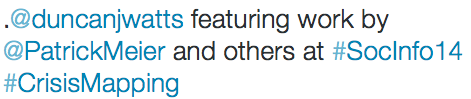 .@duncanjwatts featuring work by
@PatrickMeier and others at #SocInfo14
#CrisisMapping